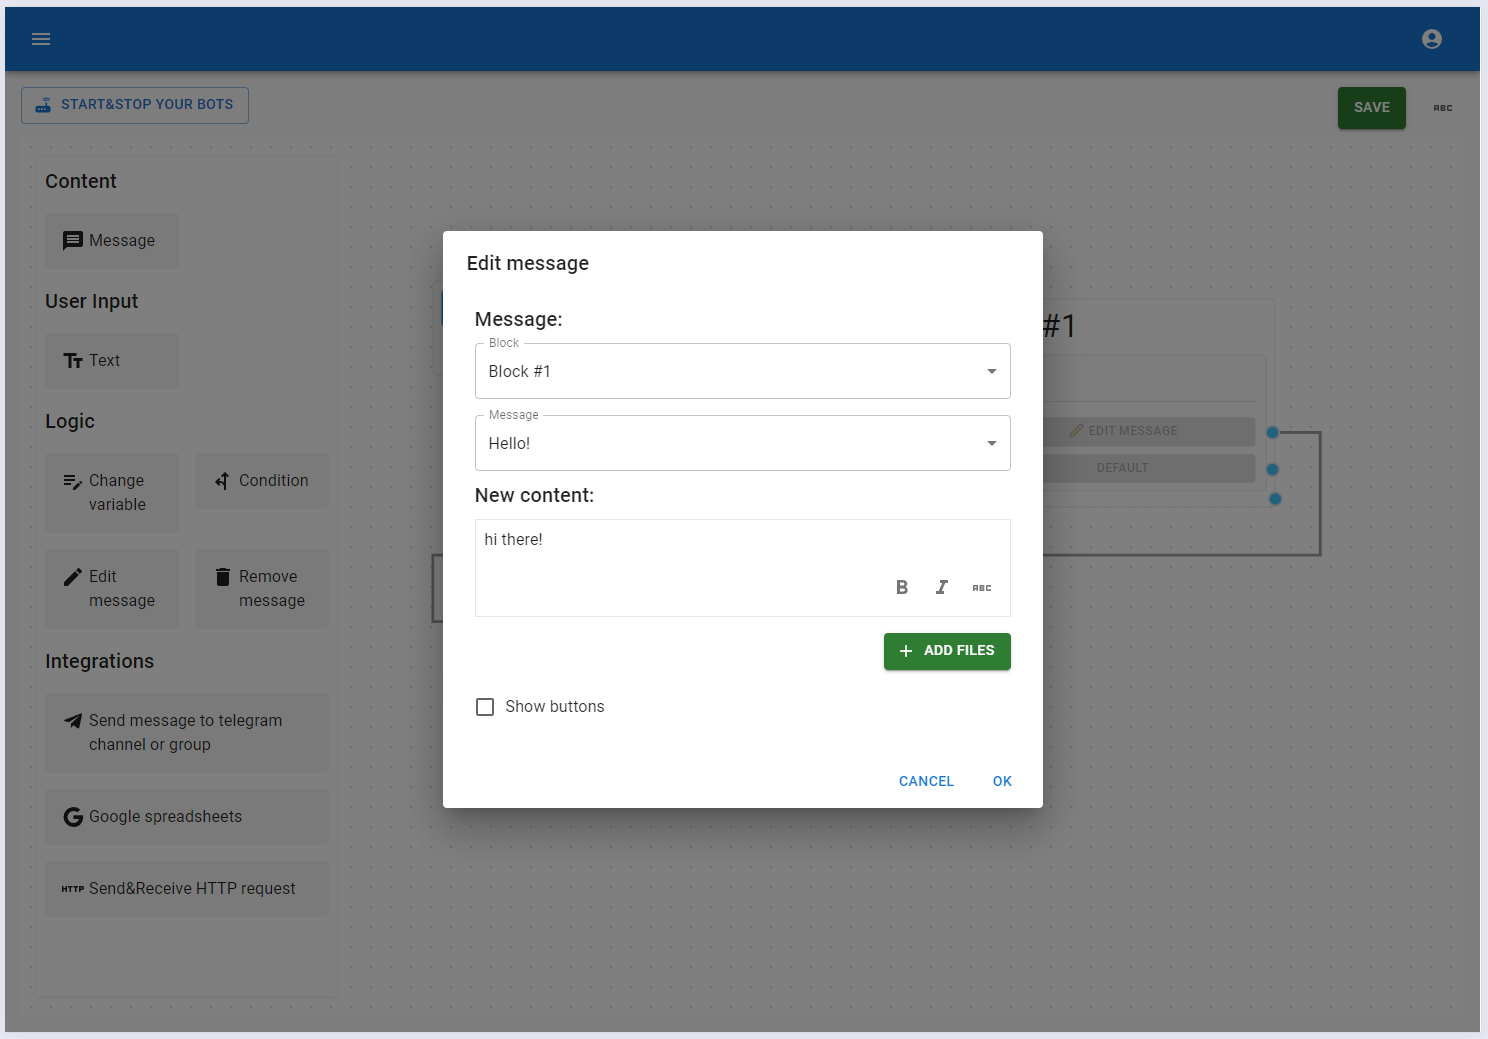 START&STOP YOUR BOTS
SAVE
ABC
Content
Message
User Input
Text
Logic
Change
variable
Condition
Edit
message
Remove
message
Integrations
Send message to telegram
channel or group
Google spreadsheets
HTTP Send&Receive HTTP request
#1
EDIT MESSAGE
DEFAULT
Edit message
Message:
Block
Block #1
Message
Hello!
New content:
hi there!
B I ABC
+ ADD FILES
Show buttons
CANCEL OK